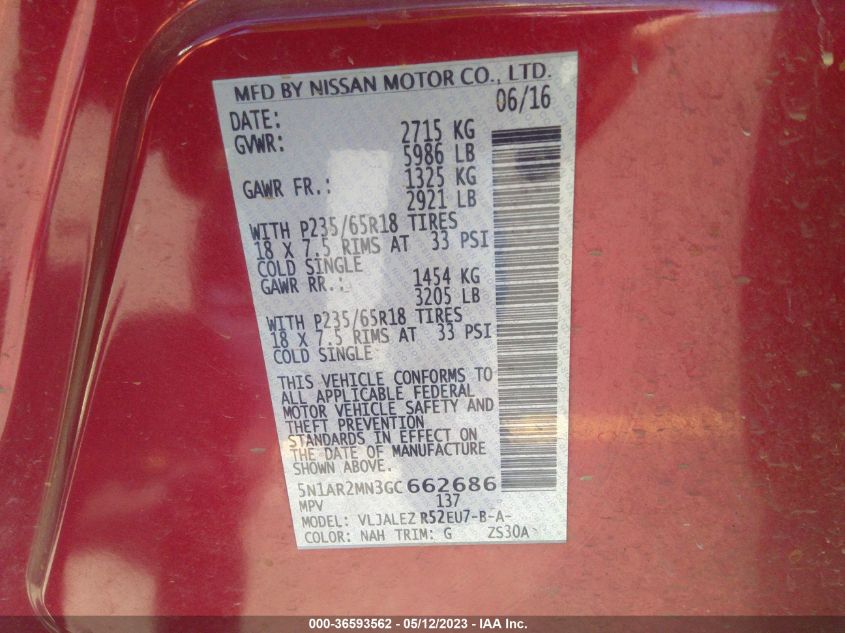 MFD BY NISSAN MOTOR CO., LTD.
DATE: 06/16
GVWR: 2715 KG
5986 LB
GAWR FR.: 1325 KG
2921 LB
WITH P235/65R18 TIRES
18 X 7.5 RIMS AT 33 PSI
COLD SINGLE
GAWR RR.: 1454 KG
3205 LB
WITH P235/65R18 TIRES
18 X 7.5 RIMS AT 33 PSI
COLD SINGLE
THIS VEHICLE CONFORMS TO
ALL APPLICABLE FEDERAL
MOTOR VEHICLE SAFETY AND
THEFT PREVENTION
STANDARDS IN EFFECT ON
THE DATE OF MANUFACTURE
SHOWN ABOVE.
5N1AR2MN3GC662686
MPV 137
MODEL: VLJALEZ R52EU7-B-A-
COLOR: NAH TRIM: G ZS30A
000-36593562 - 05/12/2023 - IAA Inc.